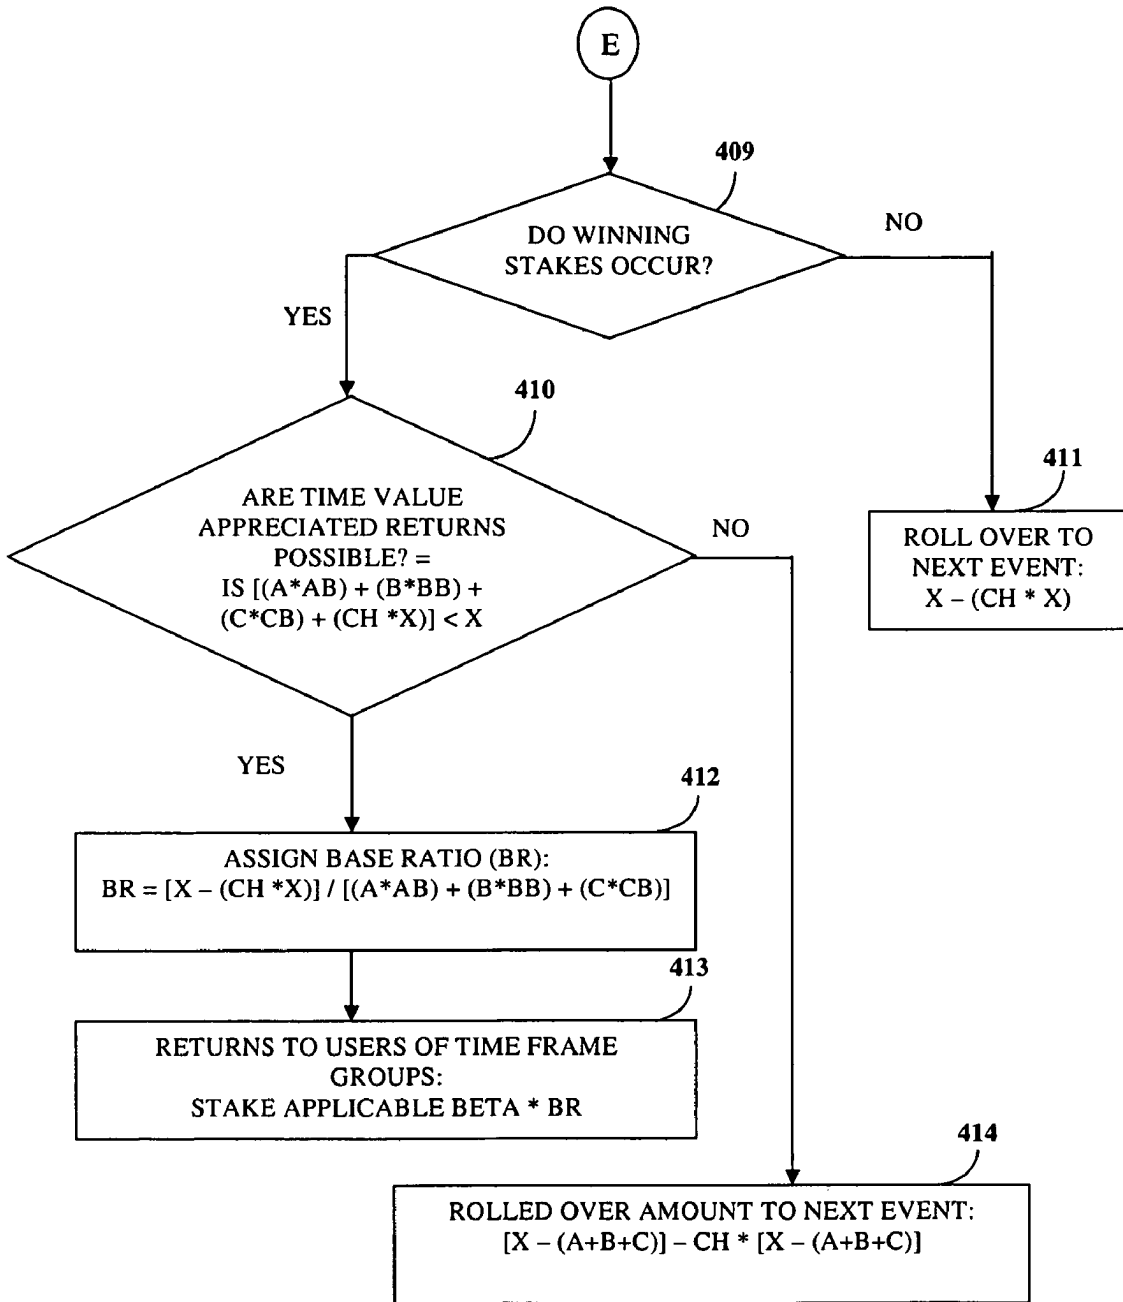 E
409
DO WINNING
STAKES OCCUR?
NO
YES
410
ARE TIME VALUE
APPRECIATED RETURNS
POSSIBLE? =
IS [(A*AB) + (B*BB) +
(C*CB) + (CH *X)] < X
NO
411
ROLL OVER TO
NEXT EVENT:
X – (CH * X)
YES
412
ASSIGN BASE RATIO (BR):
BR = [X – (CH *X)] / [(A*AB) + (B*BB) + (C*CB)]
413
RETURNS TO USERS OF TIME FRAME
GROUPS:
STAKE APPLICABLE BETA * BR
414
ROLLED OVER AMOUNT TO NEXT EVENT:
[X – (A+B+C)] – CH * [X – (A+B+C)]